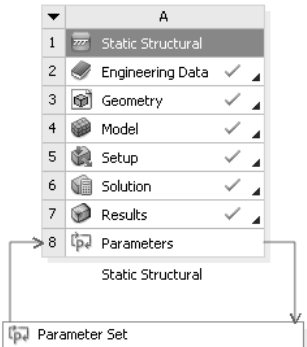 A
1 Static Structural
2 Engineering Data
3 Geometry
4 Model
5 Setup
6 Solution
7 Results
8 Parameters
Static Structural
Parameter Set